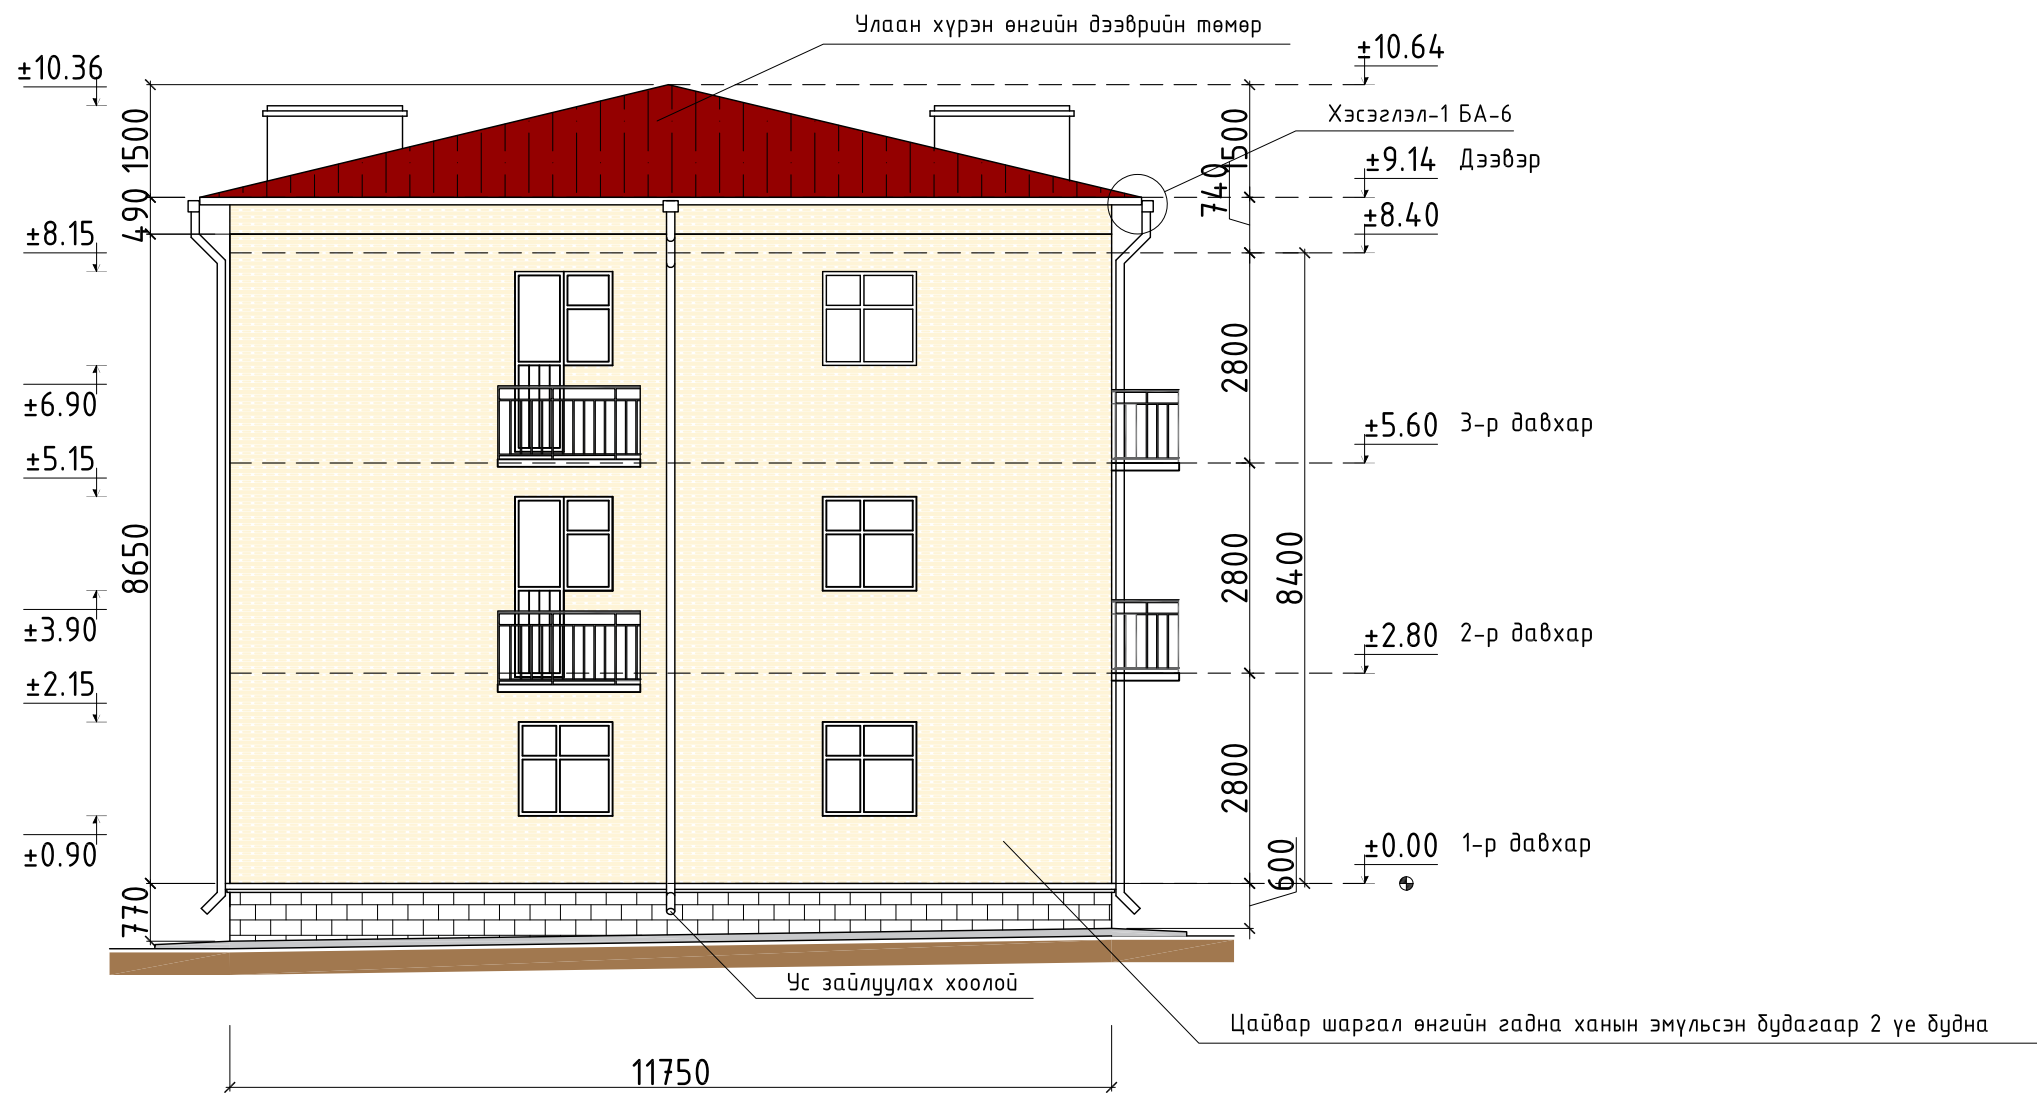 Улаан хүрэн өнгийн дээврийн төмөр
±10.64
±10.36
1500
1500
Хэсэглэл-1 БА-6
±9.14 Дээвэр
740
490
±8.40
±8.15
2800
±6.90
±5.60 3-р давхар
±5.15
8650
2800
8400
±3.90
±2.80 2-р давхар
±2.15
2800
±0.90
±0.00 1-р давхар
600
770
Ус зайлуулах хоолой
Цайвар шаргал өнгийн гадна ханын эмүльсэн будагаар 2 үе будна
11750